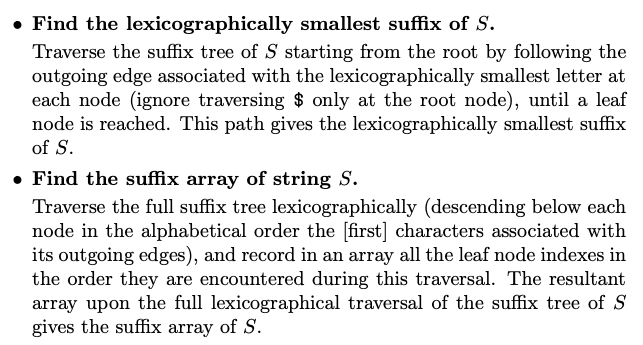 • Find the lexicographically smallest suffix of S.
Traverse the suffix tree of S starting from the root by following the
outgoing edge associated with the lexicographically smallest letter at
each node (ignore traversing $ only at the root node), until a leaf
node is reached. This path gives the lexicographically smallest suffix
of S.
• Find the suffix array of string S.
Traverse the full suffix tree lexicographically (descending below each
node in the alphabetical order the [first] characters associated with
its outgoing edges), and record in an array all the leaf node indexes in
the order they are encountered during this traversal. The resultant
array upon the full lexicographical traversal of the suffix tree of S
gives the suffix array of S.